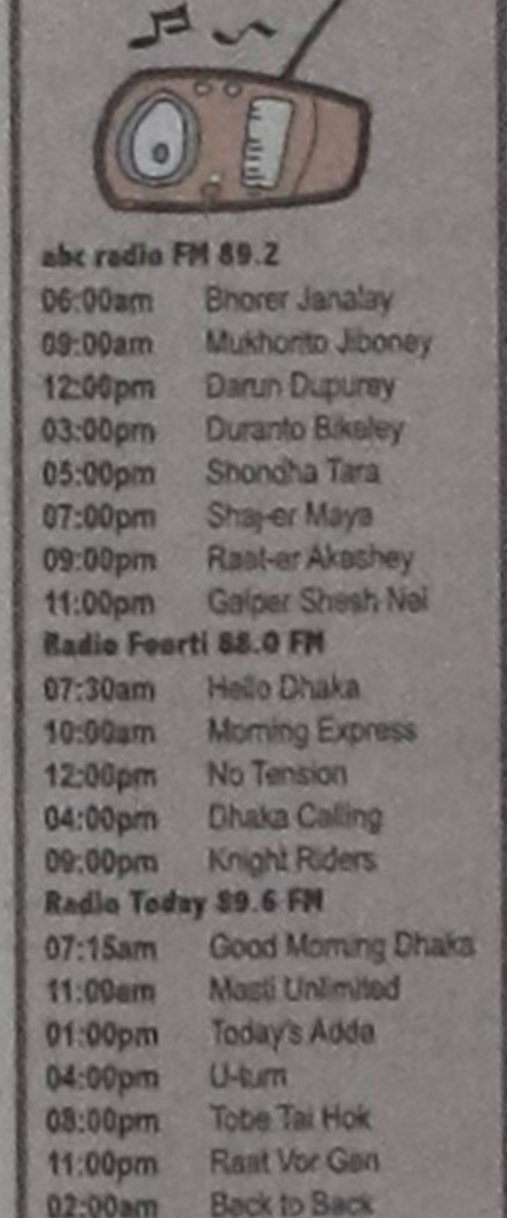 abc radio FM 89.2
06:00am Bhorer Janalay
09:00am Mukhorito Jiboney
12:00pm Darun Dupurey
03:00pm Duranto Bikeley
05:00pm Shondha Tara
07:00pm Shaj-er Maya
09:00pm Raat-er Akashey
11:00pm Galper Shesh Nei
Radio Foorti 88.0 FM
07:30am Hello Dhaka
10:00am Morning Express
12:00pm No Tension
04:00pm Dhaka Calling
09:00pm Knight Riders
Radio Today 89.6 FM
07:15am Good Morning Dhaka
11:00am Masti Unlimited
01:00pm Today's Adda
04:00pm U-turn
08:00pm Tobe Tai Hok
11:00pm Raat Vor Gan
02:00am Back to Back